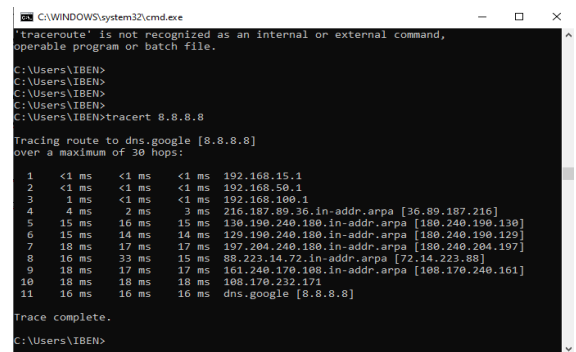 C:\WINDOWS\system32\cmd.exe
'traceroute' is not recognized as an internal or external command,
operable program or batch file.
C:\Users\IBEN>
C:\Users\IBEN>
C:\Users\IBEN>
C:\Users\IBEN>
C:\Users\IBEN>tracert 8.8.8.8
Tracing route to dns.google [8.8.8.8]
over a maximum of 30 hops:
1 <1 ms <1 ms <1 ms 192.168.15.1
2 <1 ms <1 ms <1 ms 192.168.50.1
3 1 ms <1 ms <1 ms 192.168.100.1
4 4 ms 2 ms 3 ms 216.187.89.36.in-addr.arpa [36.89.187.216]
5 15 ms 16 ms 15 ms 130.190.240.180.in-addr.arpa [180.240.190.130]
6 15 ms 14 ms 14 ms 129.190.240.180.in-addr.arpa [180.240.190.129]
7 18 ms 17 ms 17 ms 197.204.240.180.in-addr.arpa [180.240.204.197]
8 16 ms 33 ms 15 ms 88.223.14.72.in-addr.arpa [72.14.223.88]
9 18 ms 17 ms 17 ms 161.240.170.108.in-addr.arpa [108.170.240.161]
10 18 ms 18 ms 18 ms 108.170.232.171
11 16 ms 16 ms 16 ms dns.google [8.8.8.8]
Trace complete.
C:\Users\IBEN>